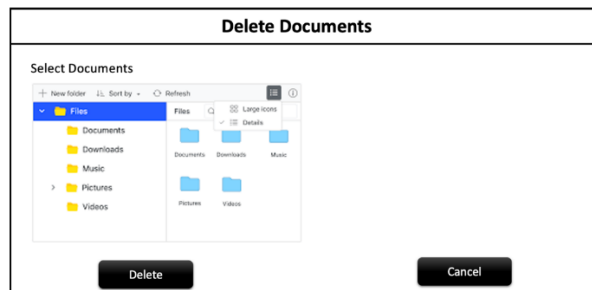 Delete Documents
Select Documents
New folder Sort by Refresh
Files
Documents
Downloads
Music
Pictures
Videos
Files
Large icons
Details
Documents Downloads Music
Pictures Videos
Delete Cancel